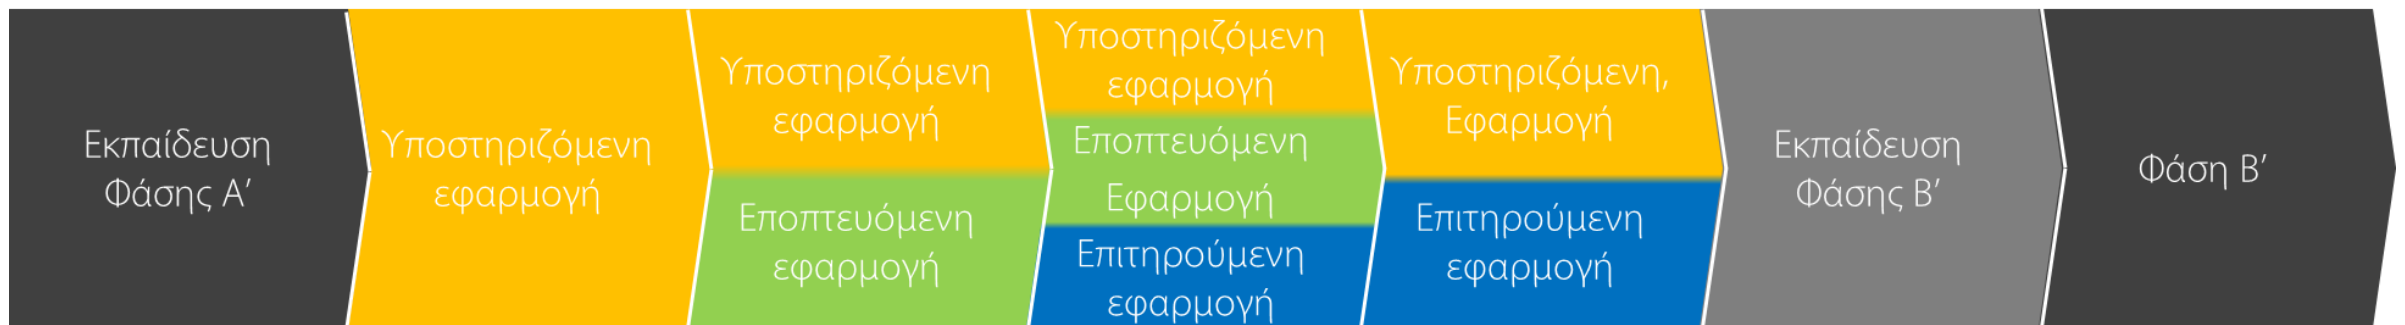 Εκπαίδευση
Φάσης Α’
Υποστηριζόμενη
εφαρμογή
Υποστηριζόμενη
εφαρμογή
Εποπτευόμενη
εφαρμογή
Υποστηριζόμενη
εφαρμογή
Εποπτευόμενη
Εφαρμογή
Επιτηρούμενη
εφαρμογή
Υποστηριζόμενη,
Εφαρμογή
Επιτηρούμενη
εφαρμογή
Εκπαίδευση
Φάσης Β’
Φάση Β’